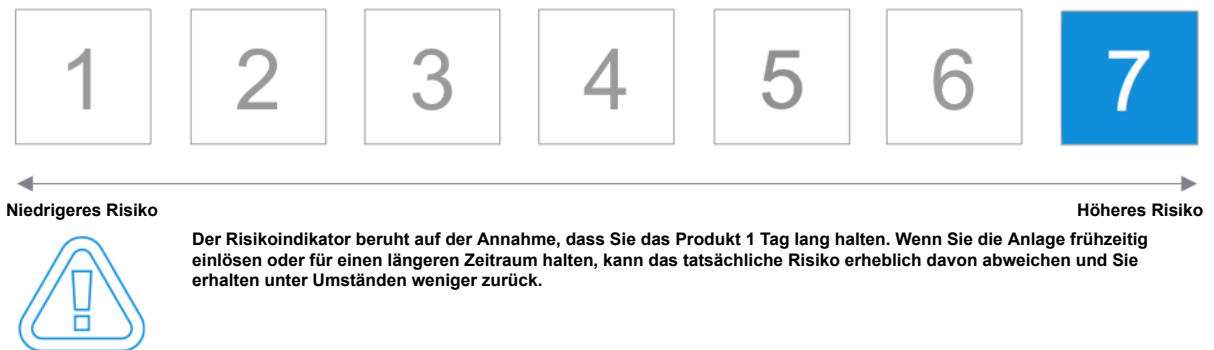 1 2 3 4 5 6 7
Niedrigeres Risiko Höheres Risiko
Der Risikoindikator beruht auf der Annahme, dass Sie das Produkt 1 Tag lang halten. Wenn Sie die Anlage frühzeitig
einlösen oder für einen längeren Zeitraum halten, kann das tatsächliche Risiko erheblich davon abweichen und Sie
erhalten unter Umständen weniger zurück.